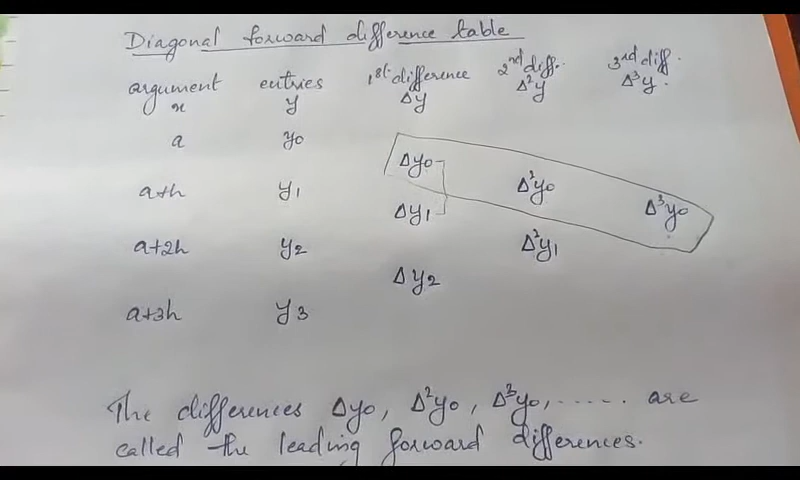 Diagonal forward difference table
argument entries 1st difference 2nd diff. 3rd diff.
x y Δy Δ²y Δ³y.
a y0
Δy0
a+h y1 Δ²y0
Δy1 Δ³y0
a+2h y2 Δ²y1
Δy2
a+3h y3
The differences Δy0, Δ²y0, Δ³y0, ..... are
called the leading forward differences.